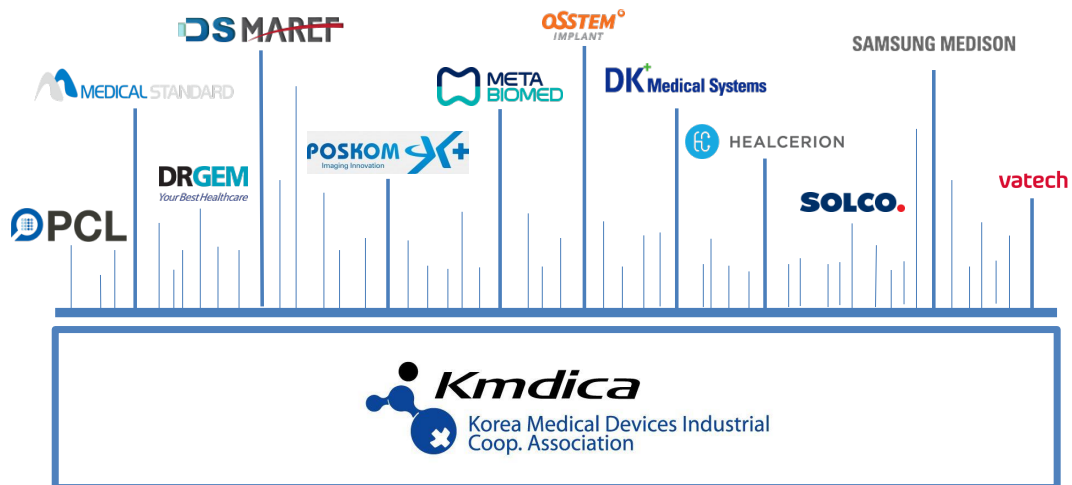 DS MAREF
OSSTEM
IMPLANT
SAMSUNG MEDISON
MEDICAL STANDARD
META
BIOMED
DK+ Medical Systems
POSKOM X+
Imaging Innovation
HEALCERION
DRGEM
Your Best Healthcare
vatech
SOLCO.
PCL
Kmdica
Korea Medical Devices Industrial
Coop. Association